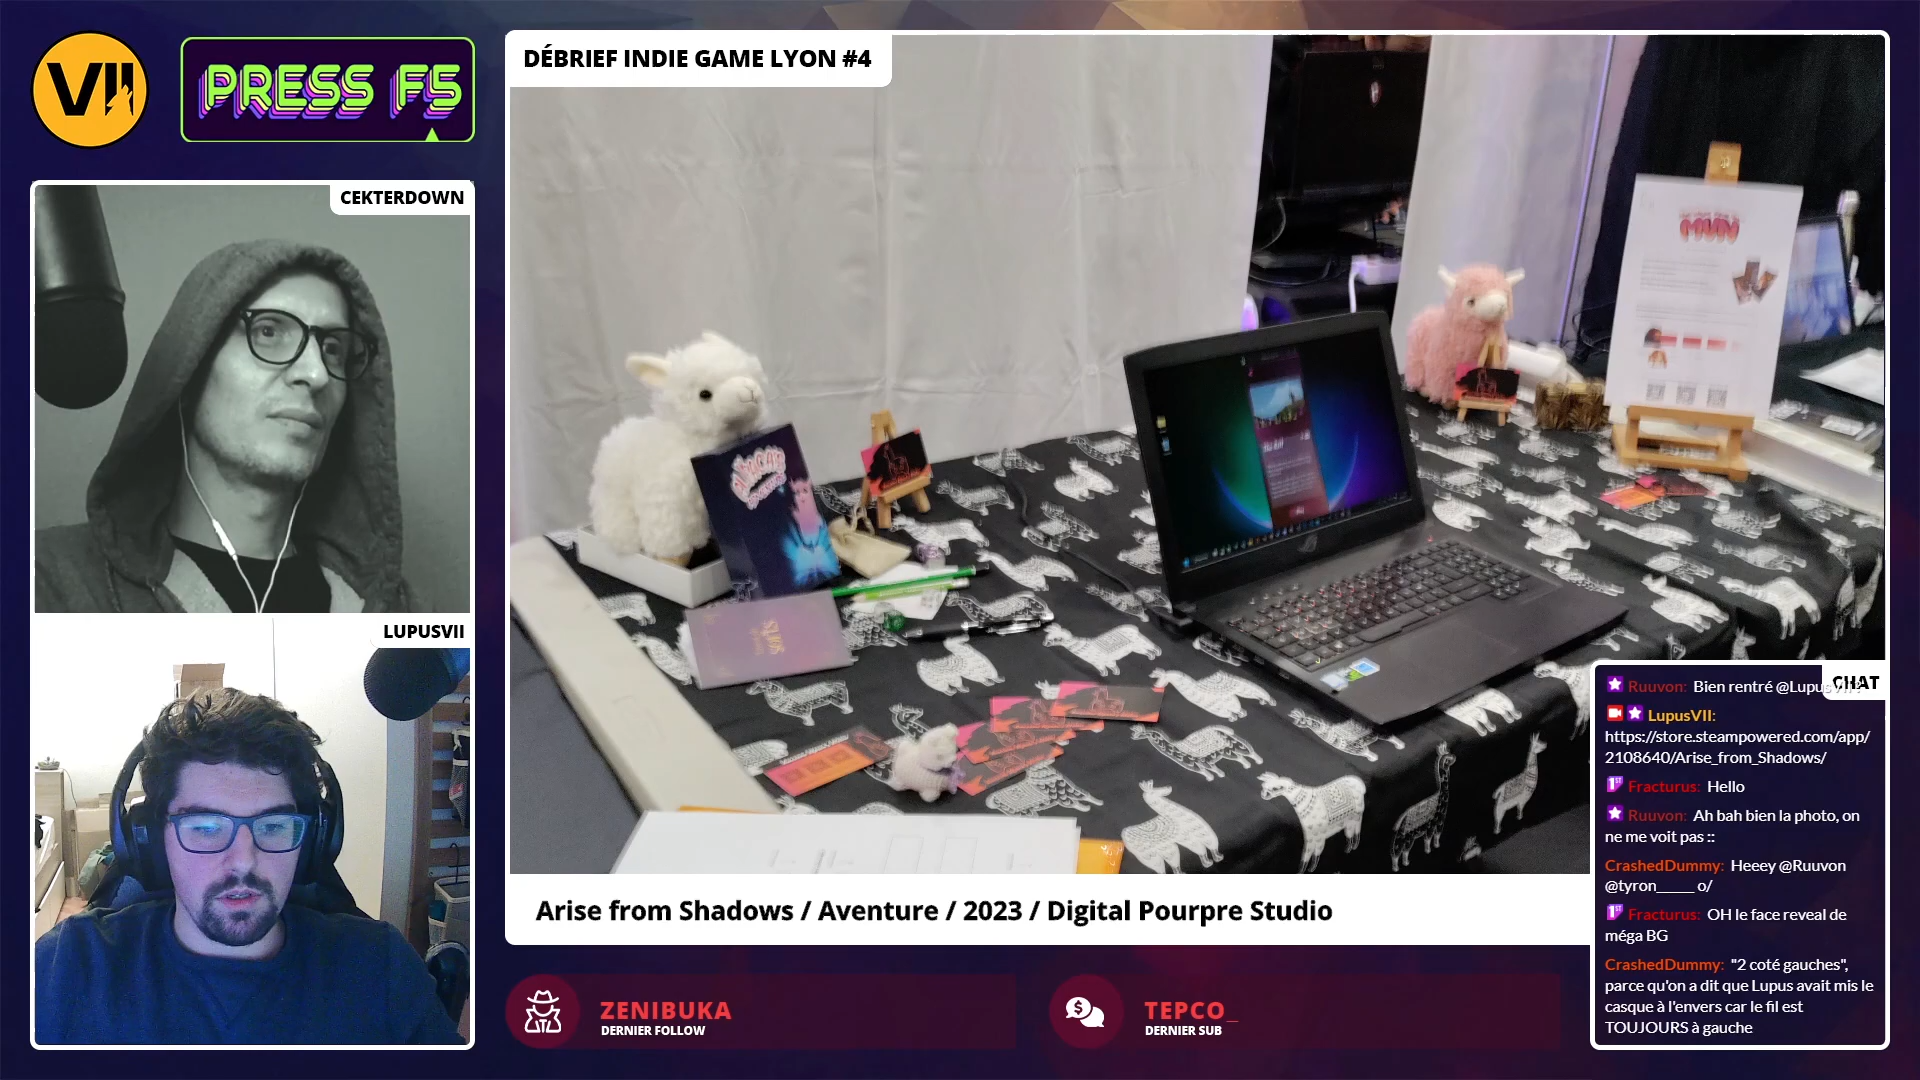 VII
PRESS F5
DÉBRIEF INDIE GAME LYON #4
CEKTERDOWN
LUPUSVII
MUN
ALPAGA
Arise from Shadows / Aventure / 2023 / Digital Pourpre Studio
ZENIBUKA
DERNIER FOLLOW
TEPCO_
DERNIER SUB
CHAT
Ruuvon: Bien rentré @LupusVII ?
LupusVII:
https://store.steampowered.com/app/
2108640/Arise_from_Shadows/
Fracturus: Hello
Ruuvon: Ah bah bien la photo, on
ne me voit pas ::
CrashedDummy: Heeey @Ruuvon
@tyron_____ o/
Fracturus: OH le face reveal de
méga BG
CrashedDummy: "2 coté gauches",
parce qu'on a dit que Lupus avait mis le
casque à l'envers car le fil est
TOUJOURS à gauche